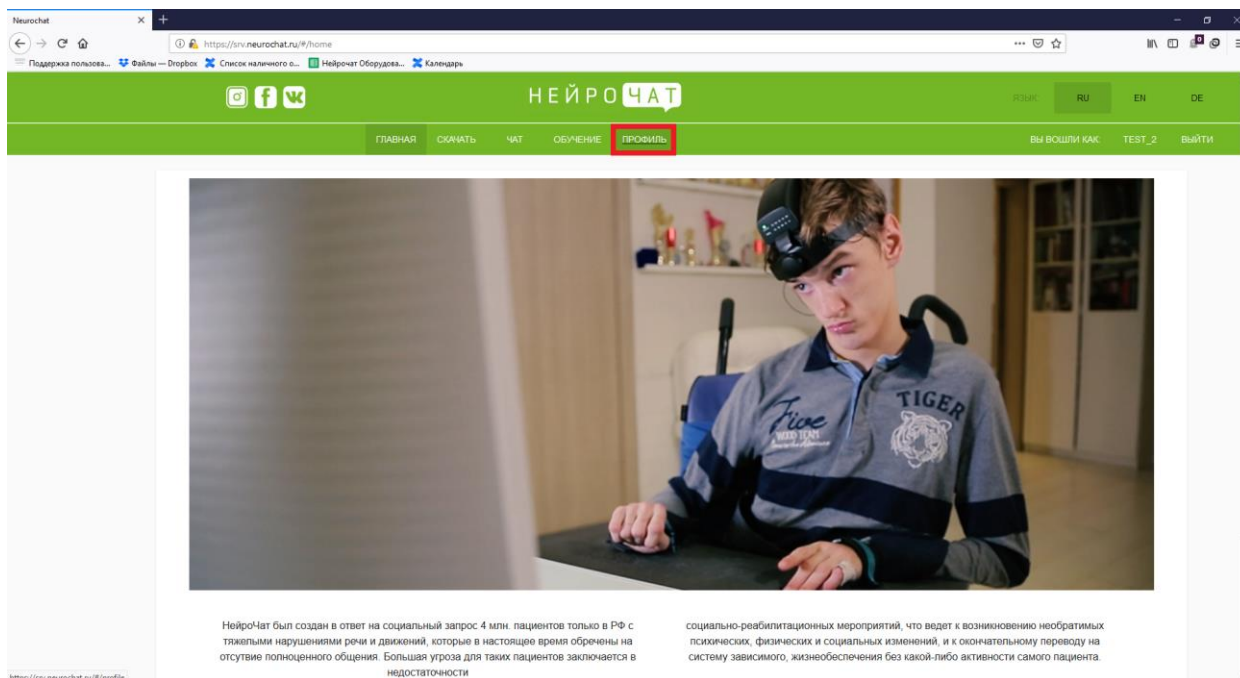 Neurochat
https://srv.neurochat.ru/#/home
Поддержка пользова... Файлы — Dropbox Список наличного о... Нейрочат Оборудова... Календарь
НЕЙРОЧАТ
ЯЗЫК RU EN DE
ГЛАВНАЯ СКАЧАТЬ ЧАТ ОБУЧЕНИЕ ПРОФИЛЬ ВЫ ВОШЛИ КАК: TEST_2 ВЫЙТИ
TIGER
Five
WOOD TEAM
НейроЧат был создан в ответ на социальный запрос 4 млн. пациентов только в РФ с
тяжелыми нарушениями речи и движений, которые в настоящее время обречены на
отсутвие полноценного общения. Большая угроза для таких пациентов заключается в
недостаточности
социально-реабилитационных мероприятий, что ведет к возникновению необратимых
психических, физических и социальных изменений, и к окончательному переводу на
систему зависимого, жизнеобеспечения без какой-либо активности самого пациента.
https://srv.neurochat.ru/#/profile